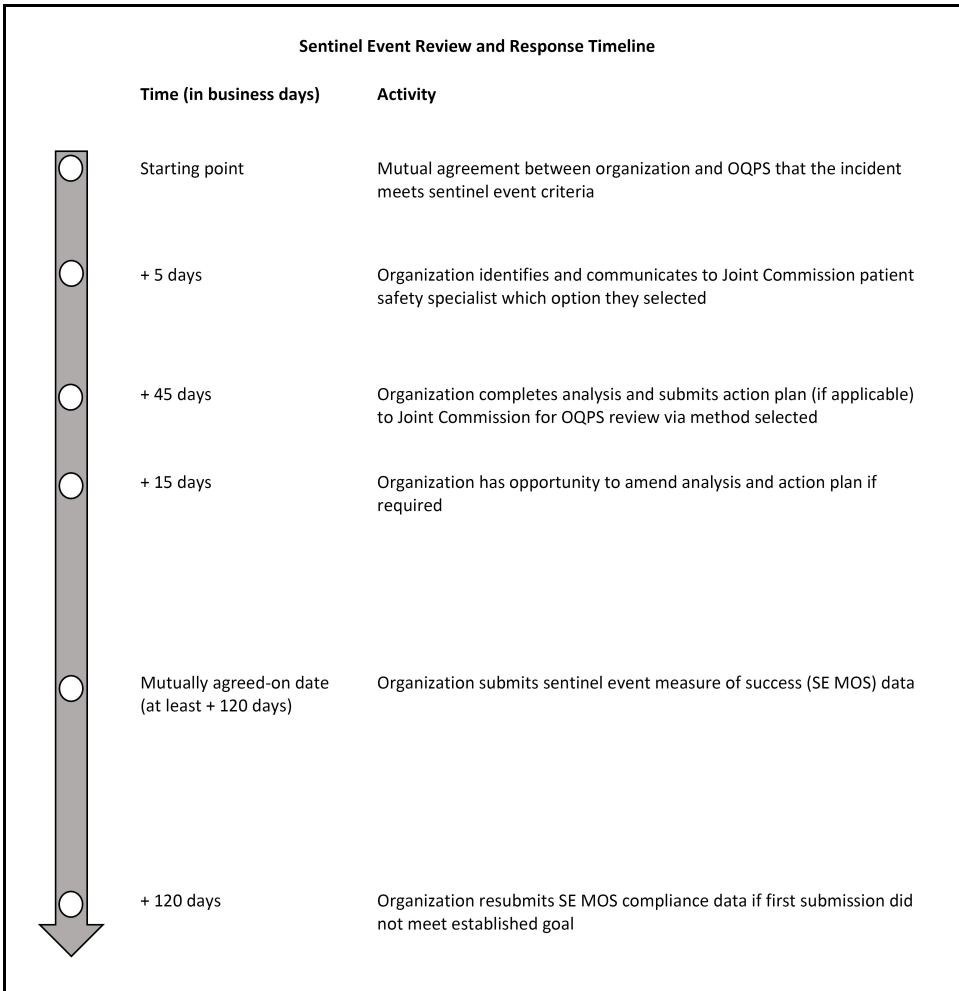 Sentinel Event Review and Response Timeline
Time (in business days) Activity
Starting point Mutual agreement between organization and OQPS that the incident
meets sentinel event criteria
+ 5 days Organization identifies and communicates to Joint Commission patient
safety specialist which option they selected
+ 45 days Organization completes analysis and submits action plan (if applicable)
to Joint Commission for OQPS review via method selected
+ 15 days Organization has opportunity to amend analysis and action plan if
required
Mutually agreed-on date Organization submits sentinel event measure of success (SE MOS) data
(at least + 120 days)
+ 120 days Organization resubmits SE MOS compliance data if first submission did
not meet established goal